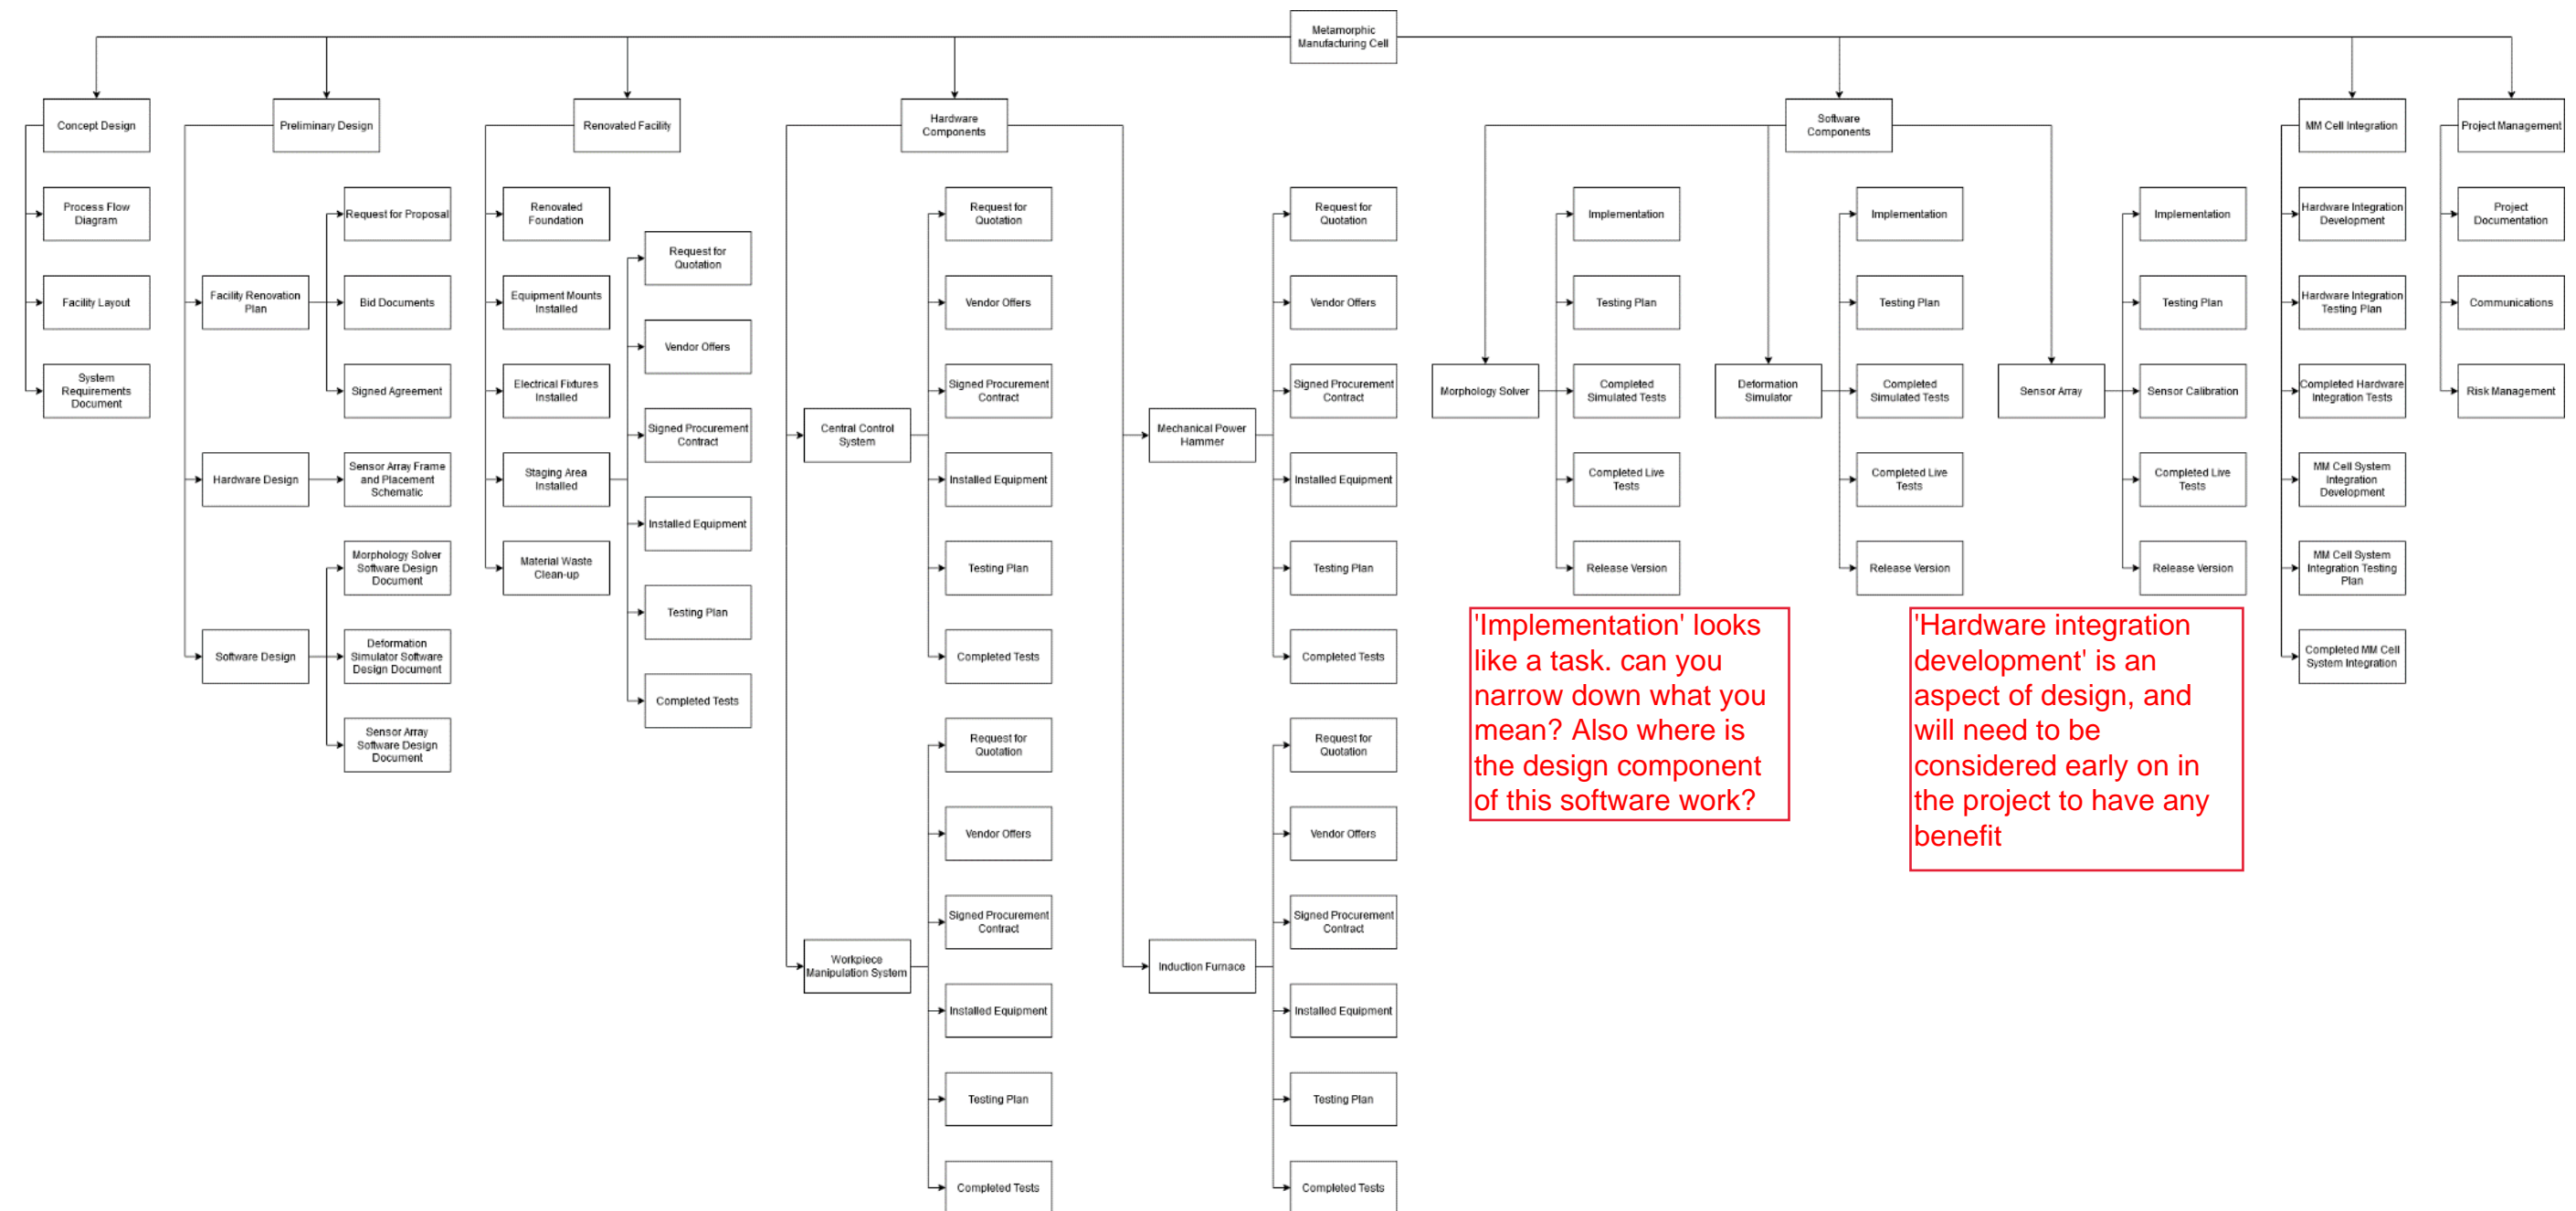 Metamorphic
Manufacturing Cell
Concept Design
Process Flow
Diagram
Facility Layout
System
Requirements
Document
Preliminary Design
Facility Renovation
Plan
Request for Proposal
Bid Documents
Signed Agreement
Hardware Design
Sensor Array Frame
and Placement
Schematic
Software Design
Morphology Solver
Software Design
Document
Deformation
Simulator Software
Design Document
Sensor Array
Software Design
Document
Renovated Facility
Renovated
Foundation
Equipment Mounts
Installed
Electrical Fixtures
Installed
Staging Area
Installed
Material Waste
Clean-up
Request for
Quotation
Vendor Offers
Signed Procurement
Contract
Installed Equipment
Testing Plan
Completed Tests
Hardware
Components
Central Control
System
Request for
Quotation
Vendor Offers
Signed Procurement
Contract
Installed Equipment
Testing Plan
Completed Tests
Workpiece
Manipulation System
Request for
Quotation
Vendor Offers
Signed Procurement
Contract
Installed Equipment
Testing Plan
Completed Tests
Mechanical Power
Hammer
Request for
Quotation
Vendor Offers
Signed Procurement
Contract
Installed Equipment
Testing Plan
Completed Tests
Induction Furnace
Request for
Quotation
Vendor Offers
Signed Procurement
Contract
Installed Equipment
Testing Plan
Completed Tests
Software
Components
Morphology Solver
Implementation
Testing Plan
Completed
Simulated Tests
Completed Live
Tests
Release Version
Deformation
Simulator
Implementation
Testing Plan
Completed
Simulated Tests
Completed Live
Tests
Release Version
Sensor Array
Implementation
Testing Plan
Sensor Calibration
Completed Live
Tests
Release Version
'Implementation' looks
like a task. can you
narrow down what you
mean? Also where is
the design component
of this software work?
'Hardware integration
development' is an
aspect of design, and
will need to be
considered early on in
the project to have any
benefit
MM Cell Integration
Hardware Integration
Development
Hardware Integration
Testing Plan
Completed Hardware
Integration Tests
MM Cell System
Integration
Development
MM Cell System
Integration Testing
Plan
Completed MM Cell
System Integration
Project Management
Project
Documentation
Communications
Risk Management